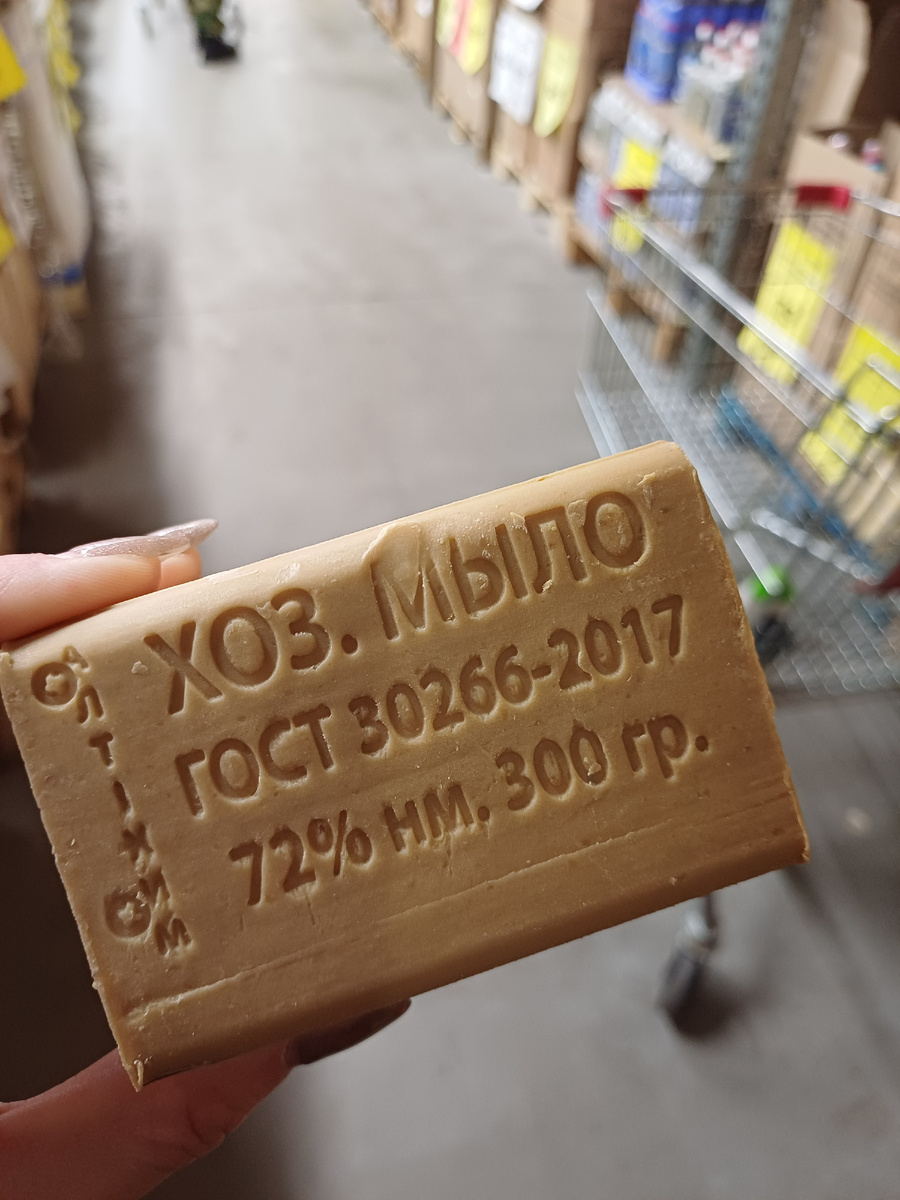 ХОЗ. МЫЛО
ГОСТ 30266-2017
72% нм. 300 гр.